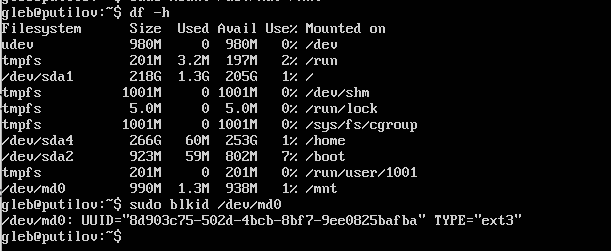 gleb@putilov:~$ df -h
Filesystem      Size  Used Avail Use% Mounted on
udev            980M     0  980M   0% /dev
tmpfs           201M  3.2M  197M   2% /run
/dev/sda1       218G  1.3G  205G   1% /
tmpfs          1001M     0 1001M   0% /dev/shm
tmpfs           5.0M     0  5.0M   0% /run/lock
tmpfs          1001M     0 1001M   0% /sys/fs/cgroup
/dev/sda4       266G   60M  253G   1% /home
/dev/sda2       923M   59M  802M   7% /boot
tmpfs           201M     0  201M   0% /run/user/1001
/dev/md0        990M  1.3M  938M   1% /mnt
gleb@putilov:~$ sudo blkid /dev/md0
/dev/md0: UUID="8d903c75-502d-4bcb-8bf7-9ee0825bafba" TYPE="ext3"
gleb@putilov:~$